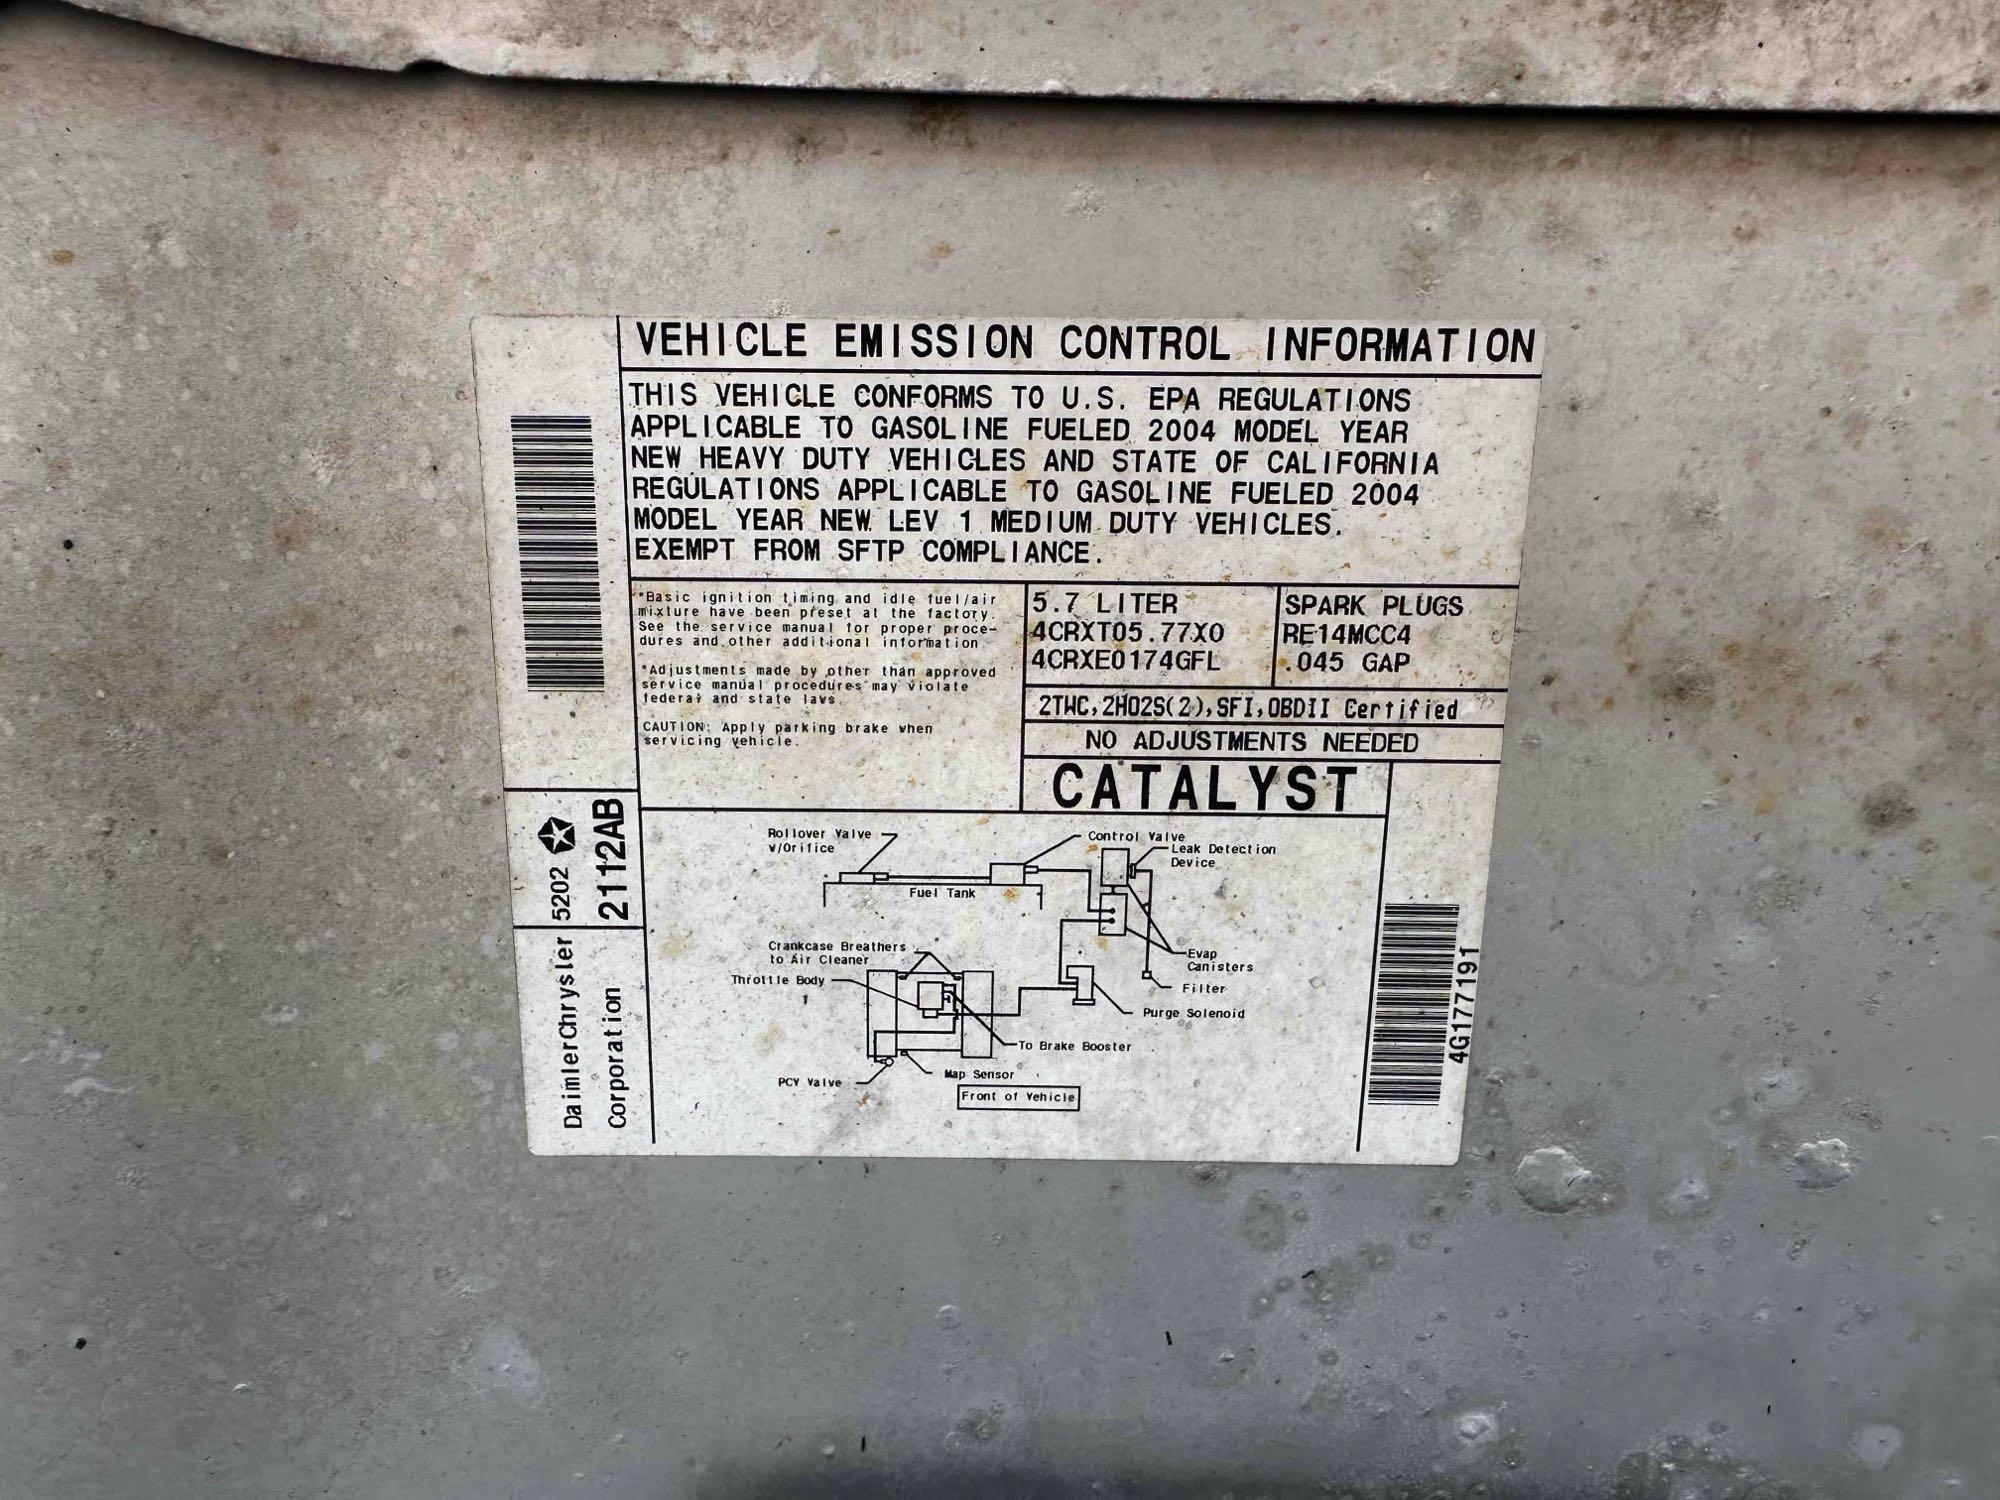 VEHICLE EMISSION CONTROL INFORMATION
THIS VEHICLE CONFORMS TO U.S. EPA REGULATIONS
APPLICABLE TO GASOLINE FUELED 2004 MODEL YEAR
NEW HEAVY DUTY VEHICLES AND STATE OF CALIFORNIA
REGULATIONS APPLICABLE TO GASOLINE FUELED 2004
MODEL YEAR NEW LEV 1 MEDIUM DUTY VEHICLES.
EXEMPT FROM SFTP COMPLIANCE.
*Basic ignition timing and idle fuel/air
mixture have been preset at the factory.
See the service manual for proper proce-
dures and other additional information
*Adjustments made by other than approved
service manual procedures may violate
federal and state laws.
CAUTION: Apply parking brake when
servicing vehicle.
5.7 LITER
4CRXT05.77X0
4CRXE0174GFL
SPARK PLUGS
RE14MCC4
.045 GAP
2TWC,2HO2S(2),SFI,OBDII Certified
NO ADJUSTMENTS NEEDED
CATALYST
Rollover Valve
w/Orifice
Control Valve
Leak Detection
Device
Fuel Tank
Crankcase Breathers
to Air Cleaner
Throttle Body
Evap
Canisters
Filter
Purge Solenoid
To Brake Booster
Map Sensor
PCV Valve
Front of Vehicle
DaimlerChrysler
Corporation
5202
2112AB
4G177191